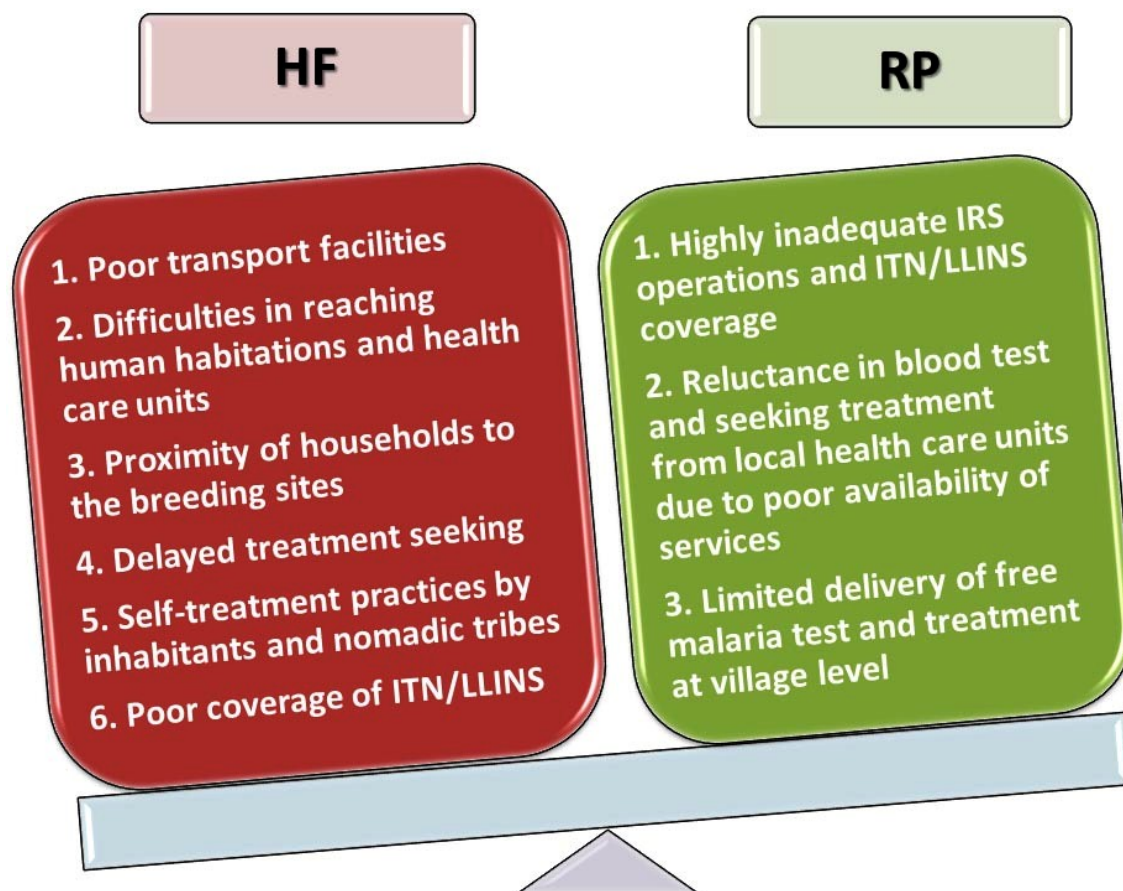 HF
RP
1. Poor transport facilities
2. Difficulties in reaching
human habitations and health
care units
3. Proximity of households to
the breeding sites
4. Delayed treatment seeking
5. Self-treatment practices by
inhabitants and nomadic tribes
6. Poor coverage of ITN/LLINS
1. Highly inadequate IRS
operations and ITN/LLINS
coverage
2. Reluctance in blood test
and seeking treatment
from local health care units
due to poor availability of
services
3. Limited delivery of free
malaria test and treatment
at village level